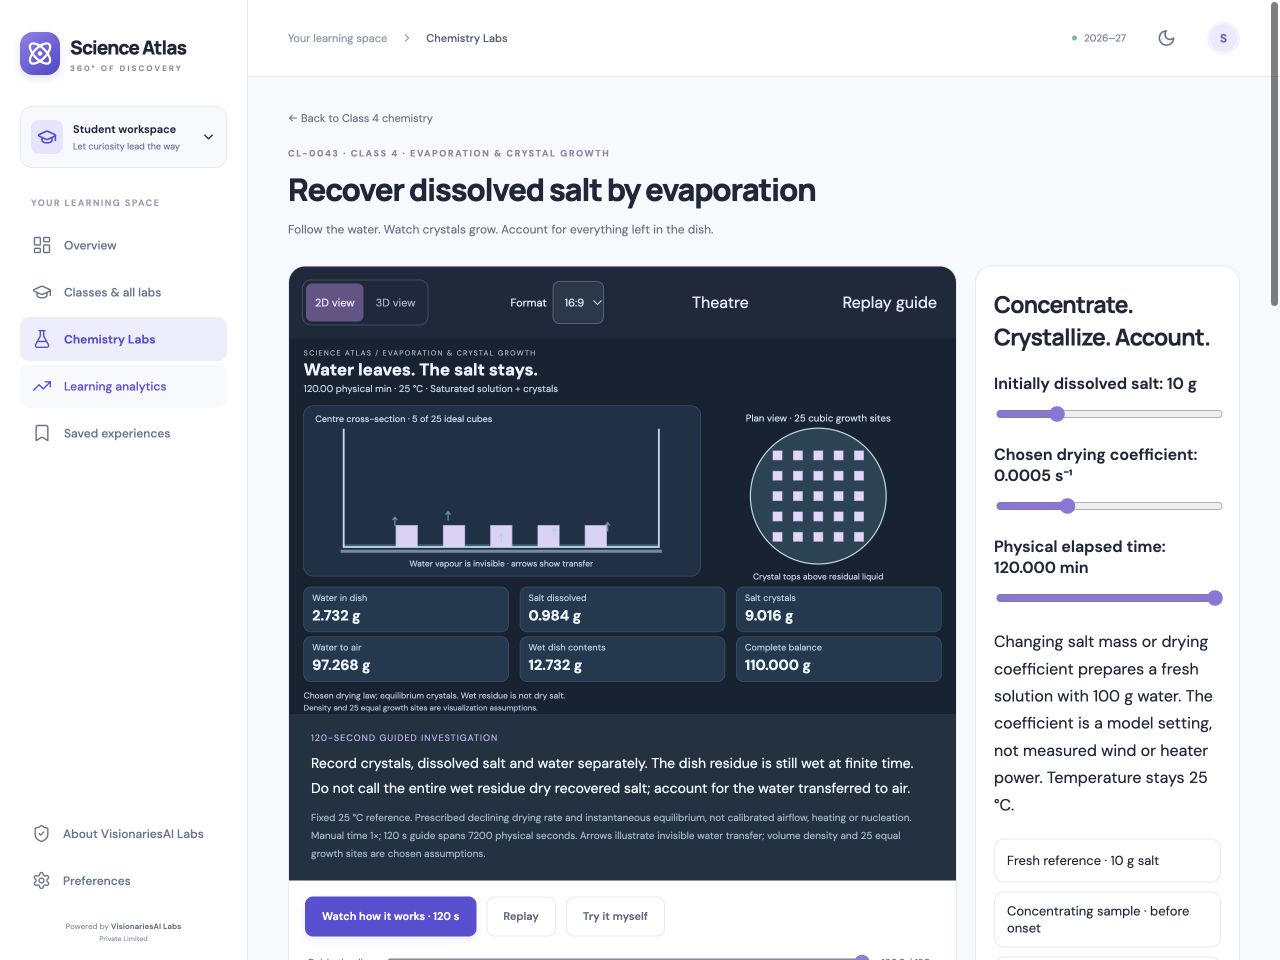 Science Atlas
360° OF DISCOVERY
Student workspace
Let curiosity lead the way
YOUR LEARNING SPACE
Overview
Classes & all labs
Chemistry Labs
Learning analytics
Saved experiences
About VisionariesAI Labs
Preferences
Powered by VisionariesAI Labs
Private Limited
Your learning space
Chemistry Labs
2026–27
S
← Back to Class 4 chemistry
CL-0043 · CLASS 4 · EVAPORATION & CRYSTAL GROWTH
Recover dissolved salt by evaporation
Follow the water. Watch crystals grow. Account for everything left in the dish.
2D view
3D view
Format
16:9
Theatre
Replay guide
SCIENCE ATLAS / EVAPORATION & CRYSTAL GROWTH
Water leaves. The salt stays.
120.00 physical min · 25 °C · Saturated solution + crystals
Centre cross-section · 5 of 25 ideal cubes
Water vapour is invisible · arrows show transfer
Plan view · 25 cubic growth sites
Crystal tops above residual liquid
Water in dish
2.732 g
Salt dissolved
0.984 g
Salt crystals
9.016 g
Water to air
97.268 g
Wet dish contents
12.732 g
Complete balance
110.000 g
Chosen drying law; equilibrium crystals. Wet residue is not dry salt.
Density and 25 equal growth sites are visualization assumptions.
120-SECOND GUIDED INVESTIGATION
Record crystals, dissolved salt and water separately. The dish residue is still wet at finite time.
Do not call the entire wet residue dry recovered salt; account for the water transferred to air.
Fixed 25 °C reference. Prescribed declining drying rate and instantaneous equilibrium, not calibrated airflow, heating or nucleation.
Manual time 1×; 120 s guide spans 7200 physical seconds. Arrows illustrate invisible water transfer; volume density and 25 equal
growth sites are chosen assumptions.
Watch how it works · 120 s
Replay
Try it myself
Concentrate.
Crystallize. Account.
Initially dissolved salt: 10 g
Chosen drying coefficient:
0.0005 s⁻¹
Physical elapsed time:
120.000 min
Changing salt mass or drying
coefficient prepares a fresh
solution with 100 g water. The
coefficient is a model setting,
not measured wind or heater
power. Temperature stays 25
°C.
Fresh reference · 10 g salt
Concentrating sample · before
onset